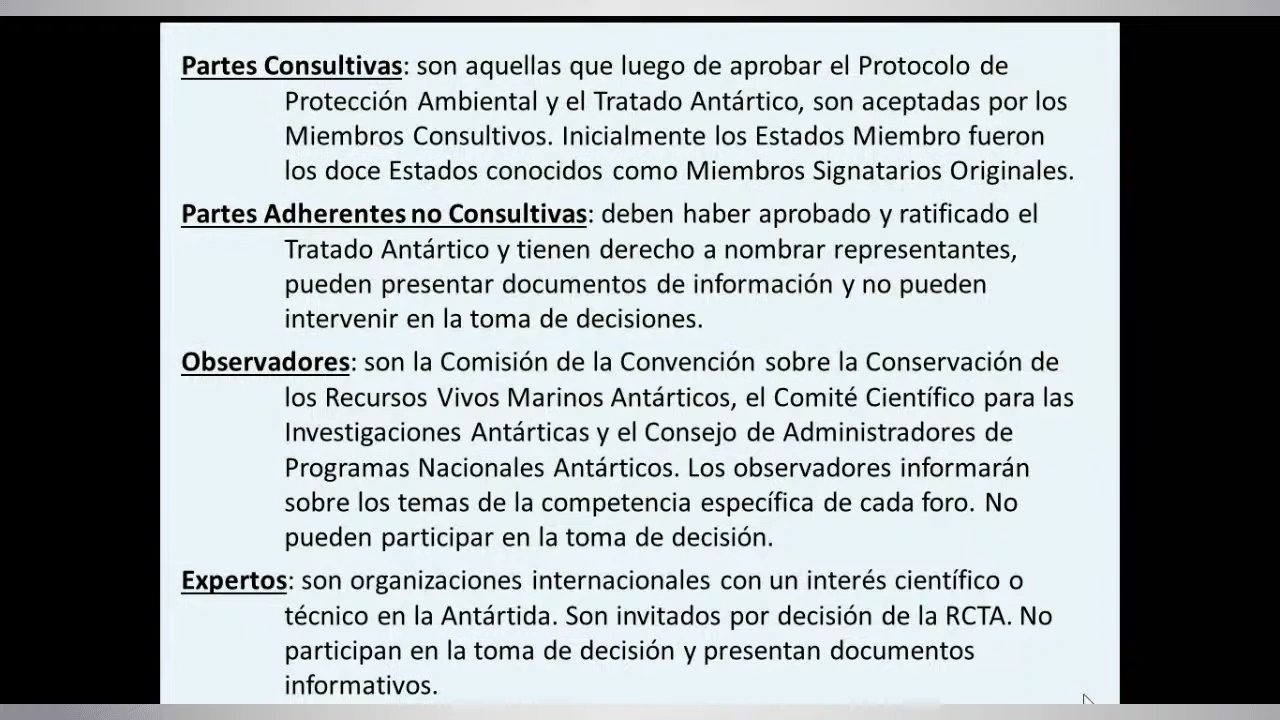 Partes Consultivas: son aquellas que luego de aprobar el Protocolo de
Protección Ambiental y el Tratado Antártico, son aceptadas por los
Miembros Consultivos. Inicialmente los Estados Miembro fueron
los doce Estados conocidos como Miembros Signatarios Originales.
Partes Adherentes no Consultivas: deben haber aprobado y ratificado el
Tratado Antártico y tienen derecho a nombrar representantes,
pueden presentar documentos de información y no pueden
intervenir en la toma de decisiones.
Observadores: son la Comisión de la Convención sobre la Conservación de
los Recursos Vivos Marinos Antárticos, el Comité Científico para las
Investigaciones Antárticas y el Consejo de Administradores de
Programas Nacionales Antárticos. Los observadores informarán
sobre los temas de la competencia específica de cada foro. No
pueden participar en la toma de decisión.
Expertos: son organizaciones internacionales con un interés científico o
técnico en la Antártida. Son invitados por decisión de la RCTA. No
participan en la toma de decisión y presentan documentos
informativos.